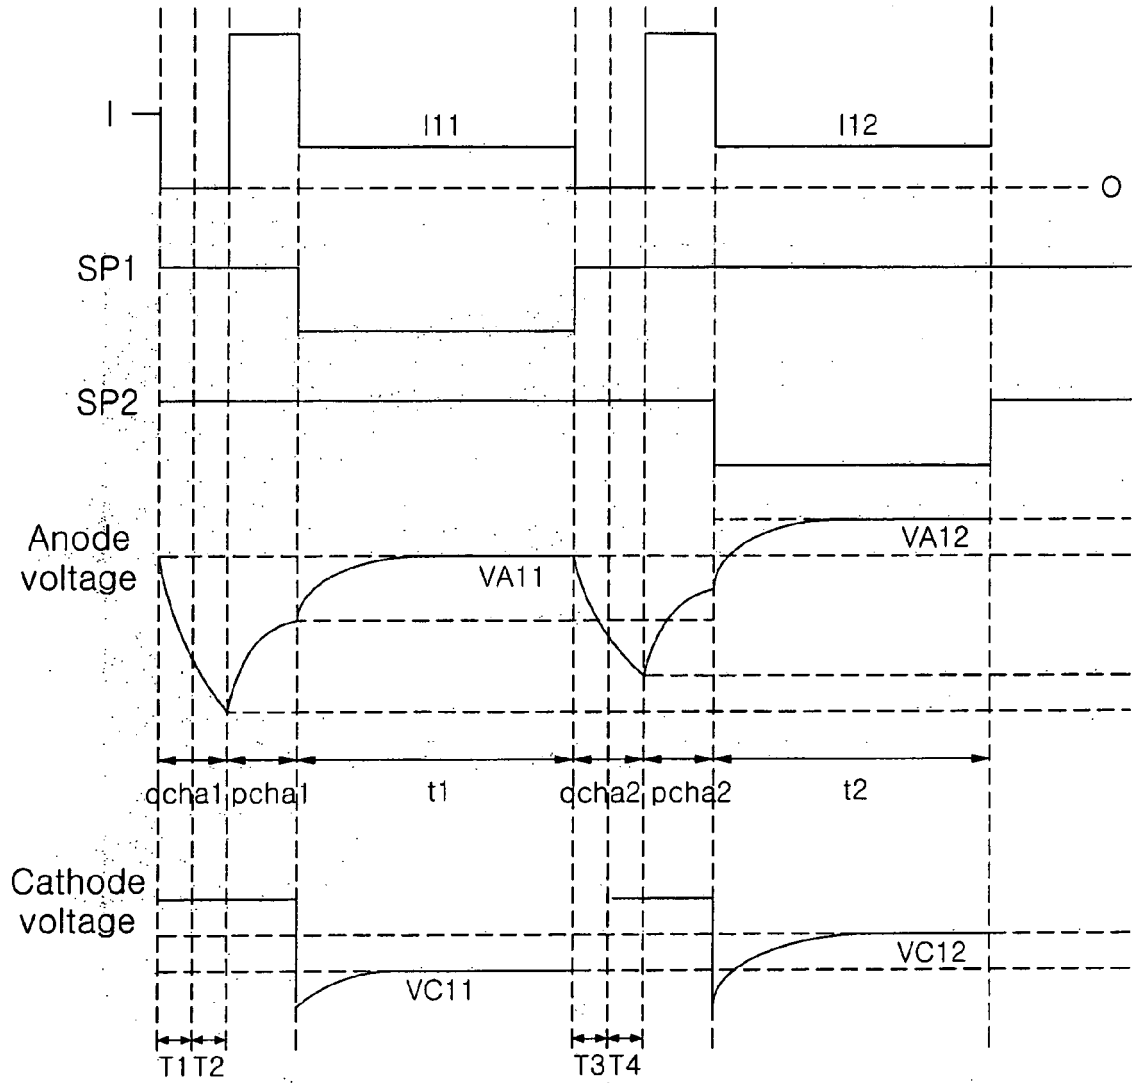 I
I11
I12
O
SP1
SP2
Anode
voltage
VA11
VA12
dcha1
pcha1
t1
dcha2
pcha2
t2
Cathode
voltage
VC11
VC12
T1
T2
T3
T4